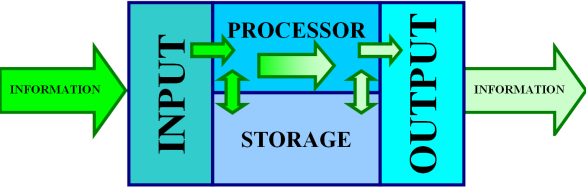 INFORMATION
INPUT
PROCESSOR
STORAGE
OUTPUT
INFORMATION